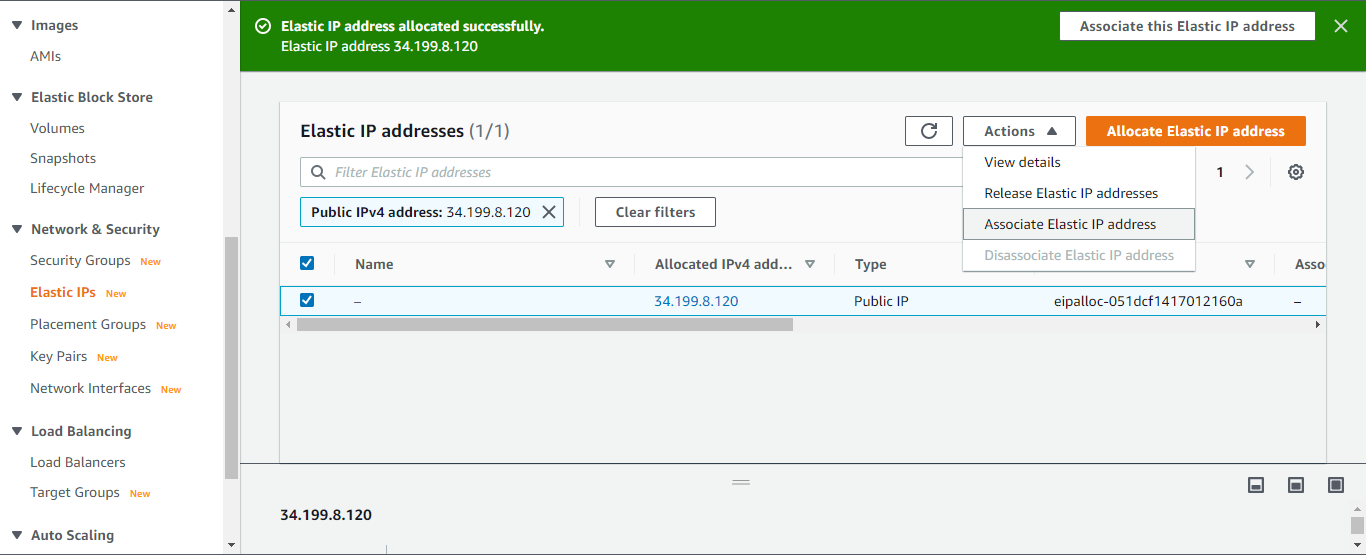 Images
AMIs
Elastic Block Store
Volumes
Snapshots
Lifecycle Manager
Network & Security
Security Groups New
Elastic IPs New
Placement Groups New
Key Pairs New
Network Interfaces New
Load Balancing
Load Balancers
Target Groups New
Auto Scaling
Elastic IP address allocated successfully.
Elastic IP address 34.199.8.120
Associate this Elastic IP address
Elastic IP addresses (1/1)
Actions
Allocate Elastic IP address
View details
Release Elastic IP addresses
Associate Elastic IP address
Disassociate Elastic IP address
Filter Elastic IP addresses
1
Public IPv4 address: 34.199.8.120
Clear filters
Name Allocated IPv4 add... Type Asso
– 34.199.8.120 Public IP eipalloc-051dcf1417012160a –
34.199.8.120